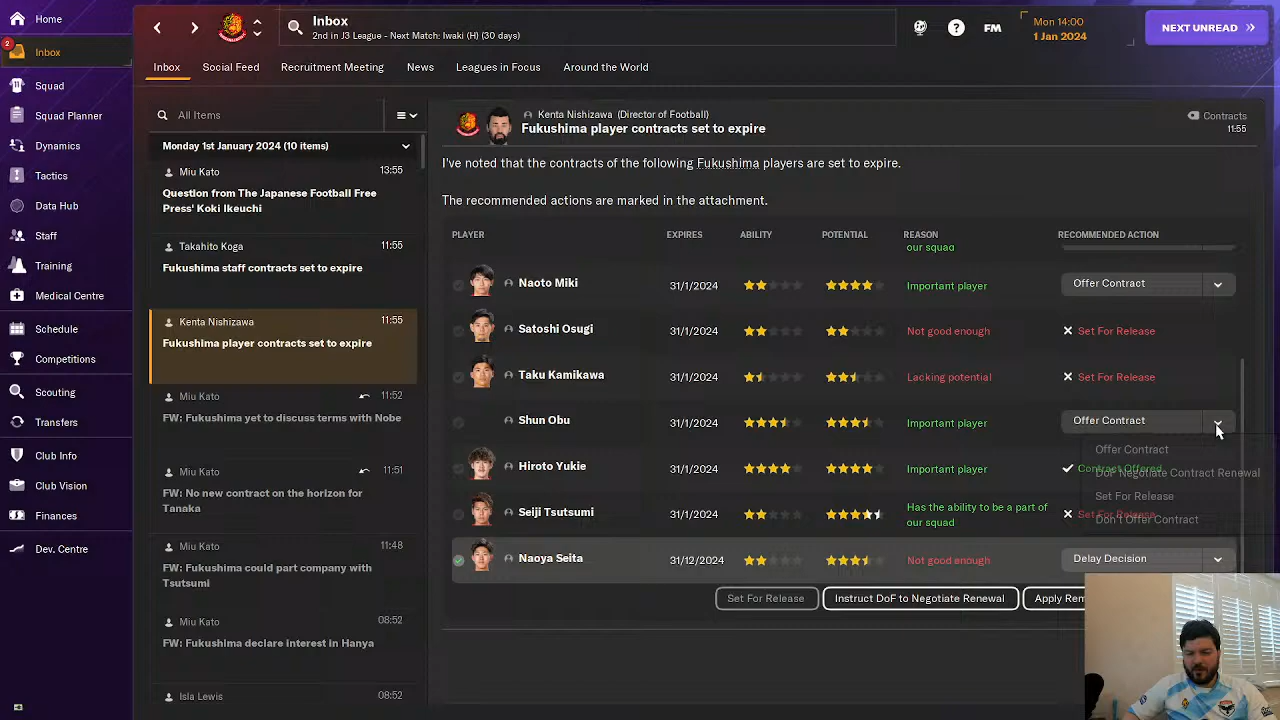 Home
2
Inbox
Squad
Squad Planner
Dynamics
Tactics
Data Hub
Staff
Training
Medical Centre
Schedule
Competitions
Scouting
Transfers
Club Info
Club Vision
Finances
Dev. Centre
Inbox
2nd in J3 League - Next Match: Iwaki (H) (30 days)
?
FM
Mon 14:00
1 Jan 2024
NEXT UNREAD
Inbox
Social Feed
Recruitment Meeting
News
Leagues in Focus
Around the World
All Items
Monday 1st January 2024 (10 items)
Miu Kato 13:55
Question from The Japanese Football Free
Press' Koki Ikeuchi
Takahito Koga 11:55
Fukushima staff contracts set to expire
Kenta Nishizawa 11:55
Fukushima player contracts set to expire
Miu Kato 11:52
FW: Fukushima yet to discuss terms with Nobe
Miu Kato 11:51
FW: No new contract on the horizon for
Tanaka
Miu Kato 11:48
FW: Fukushima could part company with
Tsutsumi
Miu Kato 08:52
FW: Fukushima declare interest in Hanya
Isla Lewis 08:52
Kenta Nishizawa (Director of Football)
Fukushima player contracts set to expire
Contracts
11:55
I've noted that the contracts of the following Fukushima players are set to expire.
The recommended actions are marked in the attachment.
PLAYER EXPIRES ABILITY POTENTIAL REASON RECOMMENDED ACTION
our squad
Naoto Miki 31/1/2024 Important player Offer Contract
Satoshi Osugi 31/1/2024 Not good enough Set For Release
Taku Kamikawa 31/1/2024 Lacking potential Set For Release
Shun Obu 31/1/2024 Important player Offer Contract
Offer Contract
Hiroto Yukie 31/1/2024 Important player Contract Offered
DoF Negotiate Contract Renewal
Set For Release
Seiji Tsutsumi 31/1/2024 Has the ability to be a part of
our squad
Set For Release
Don't Offer Contract
Naoya Seita 31/12/2024 Not good enough Delay Decision
Set For Release
Instruct DoF to Negotiate Renewal
Apply